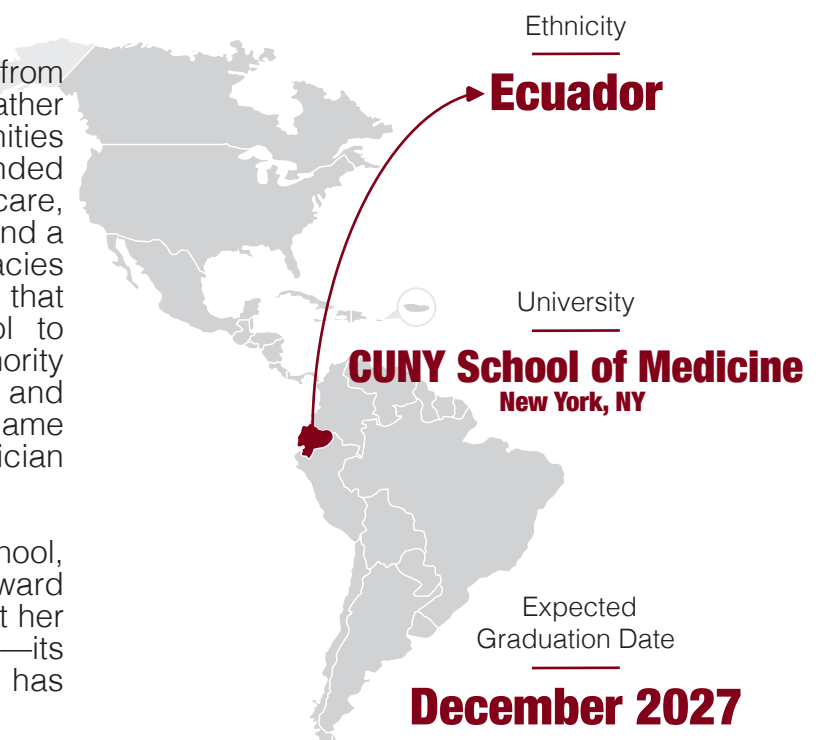 from
ather
nities
nded
care,
nd a
acies
that
ol to
nority
and
ame
ician
hool,
ward
t her
—its
has
Ethnicity
Ecuador
University
CUNY School of Medicine
New York, NY
Expected
Graduation Date
December 2027